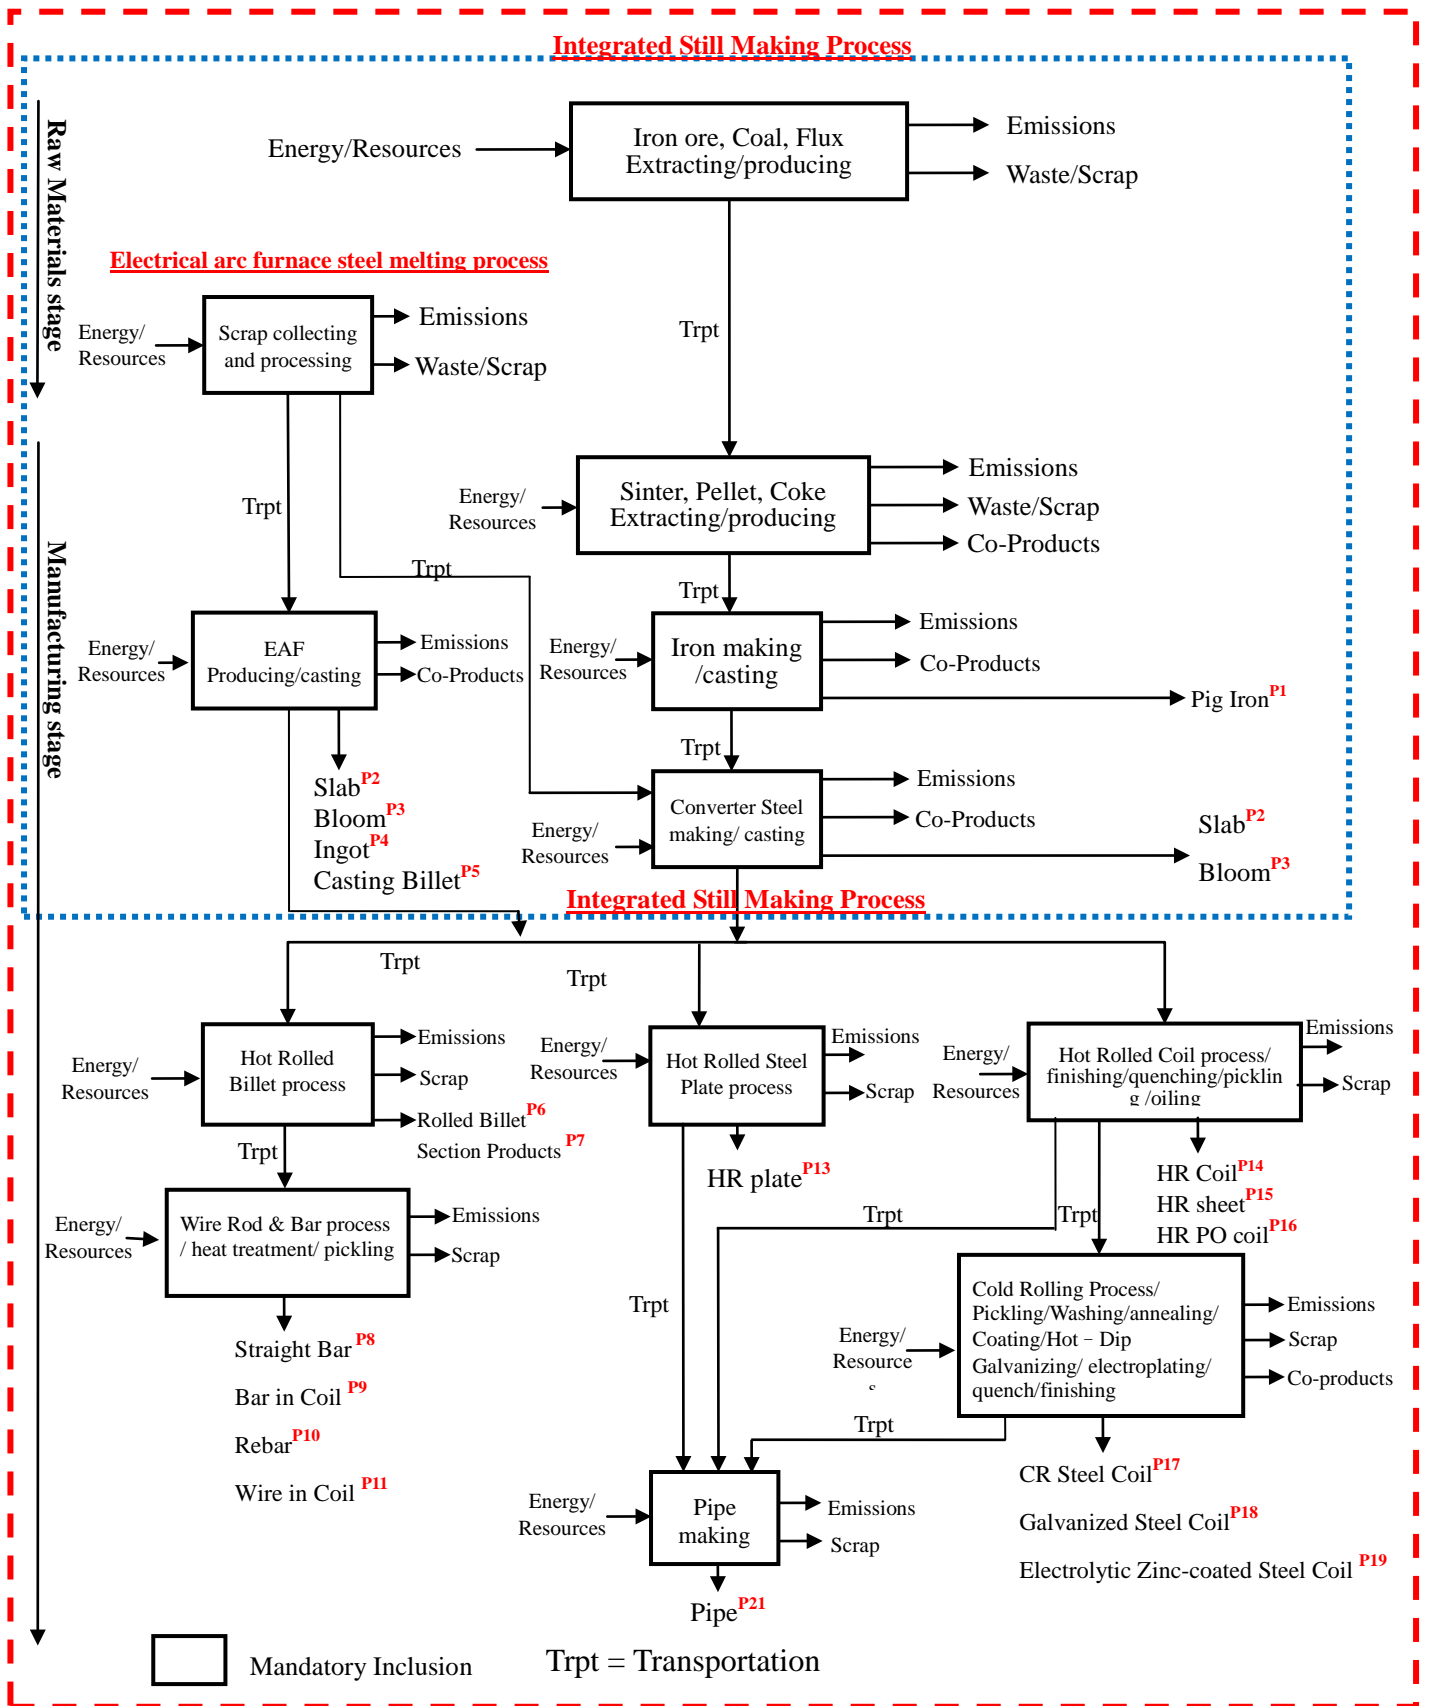 Integrated Still Making Process
Raw Materials stage
Energy/Resources
Iron ore, Coal, Flux
Extracting/producing
Emissions
Waste/Scrap
Electrical arc furnace steel melting process
Energy/
Resources
Scrap collecting
and processing
Emissions
Waste/Scrap
Trpt
Manufacturing stage
Trpt
Energy/
Resources
Sinter, Pellet, Coke
Extracting/producing
Emissions
Waste/Scrap
Co-Products
Trpt
Trpt
Energy/
Resources
EAF
Producing/casting
Emissions
Co-Products
Energy/
Resources
Iron making
/casting
Emissions
Co-Products
Pig Iron P1
Trpt
Slab P2
Bloom P3
Ingot P4
Casting Billet P5
Energy/
Resources
Converter Steel
making/ casting
Emissions
Co-Products
Slab P2
Bloom P3
Integrated Still Making Process
Trpt
Trpt
Energy/
Resources
Hot Rolled
Billet process
Emissions
Scrap
Rolled Billet P6
Section Products P7
Energy/
Resources
Hot Rolled Steel
Plate process
Emissions
Scrap
HR plate P13
Energy/
Resources
Hot Rolled Coil process/
finishing/quenching/picklin
g /oiling
Emissions
Scrap
HR Coil P14
HR sheet P15
HR PO coil P16
Trpt
Energy/
Resources
Wire Rod & Bar process
/ heat treatment/ pickling
Emissions
Scrap
Straight Bar P8
Bar in Coil P9
Rebar P10
Wire in Coil P11
Trpt
Trpt
Trpt
Energy/
Resource
s
Cold Rolling Process/
Pickling/Washing/annealing/
Coating/Hot - Dip
Galvanizing/ electroplating/
quench/finishing
Emissions
Scrap
Co-products
Trpt
CR Steel Coil P17
Galvanized Steel Coil P18
Electrolytic Zinc-coated Steel Coil P19
Energy/
Resources
Pipe
making
Emissions
Scrap
Pipe P21
Mandatory Inclusion
Trpt = Transportation